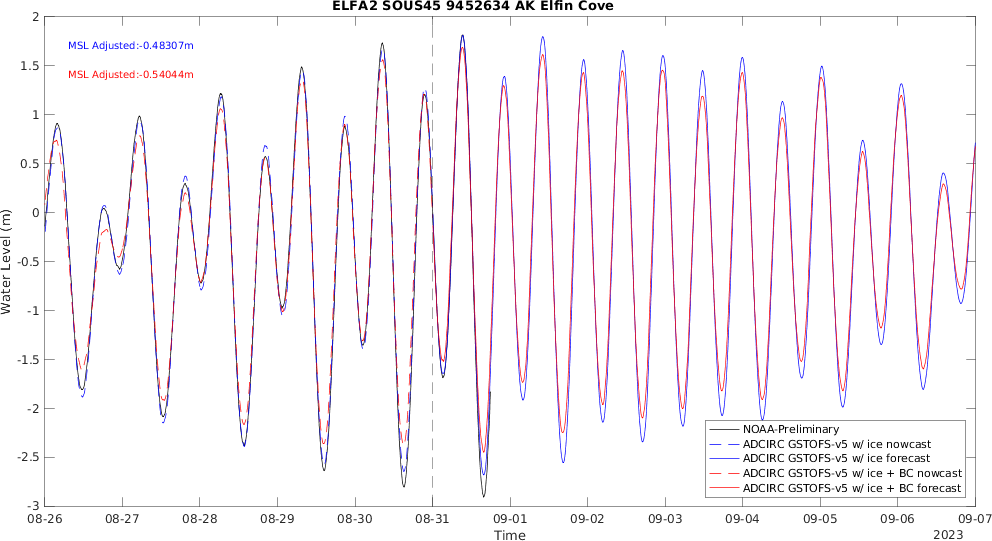 ELFA2 SOUS45 9452634 AK Elfin Cove
MSL Adjusted:-0.48307m
MSL Adjusted:-0.54044m
2
1.5
1
0.5
0
-0.5
-1
-1.5
-2
-2.5
-3
Water Level (m)
NOAA-Preliminary
ADCIRC GSTOFS-v5 w/ ice nowcast
ADCIRC GSTOFS-v5 w/ ice forecast
ADCIRC GSTOFS-v5 w/ ice + BC nowcast
ADCIRC GSTOFS-v5 w/ ice + BC forecast
08-26 08-27 08-28 08-29 08-30 08-31 09-01 09-02 09-03 09-04 09-05 09-06 09-07
Time 2023